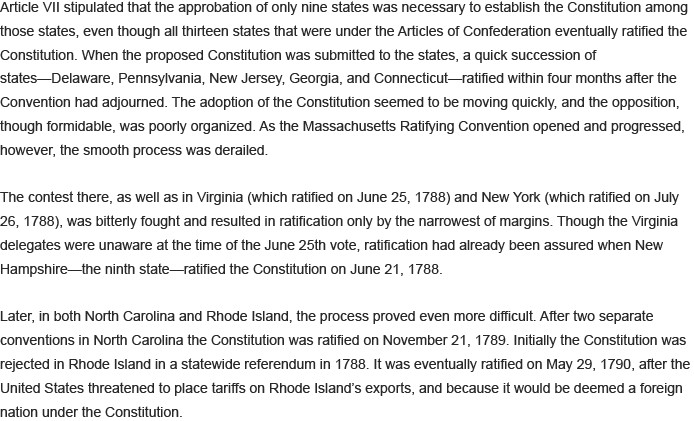 Article VII stipulated that the approbation of only nine states was necessary to establish the Constitution among
those states, even though all thirteen states that were under the Articles of Confederation eventually ratified the
Constitution. When the proposed Constitution was submitted to the states, a quick succession of
states—Delaware, Pennsylvania, New Jersey, Georgia, and Connecticut—ratified within four months after the
Convention had adjourned. The adoption of the Constitution seemed to be moving quickly, and the opposition,
though formidable, was poorly organized. As the Massachusetts Ratifying Convention opened and progressed,
however, the smooth process was derailed.
The contest there, as well as in Virginia (which ratified on June 25, 1788) and New York (which ratified on July
26, 1788), was bitterly fought and resulted in ratification only by the narrowest of margins. Though the Virginia
delegates were unaware at the time of the June 25th vote, ratification had already been assured when New
Hampshire—the ninth state—ratified the Constitution on June 21, 1788.
Later, in both North Carolina and Rhode Island, the process proved even more difficult. After two separate
conventions in North Carolina the Constitution was ratified on November 21, 1789. Initially the Constitution was
rejected in Rhode Island in a statewide referendum in 1788. It was eventually ratified on May 29, 1790, after the
United States threatened to place tariffs on Rhode Island's exports, and because it would be deemed a foreign
nation under the Constitution.